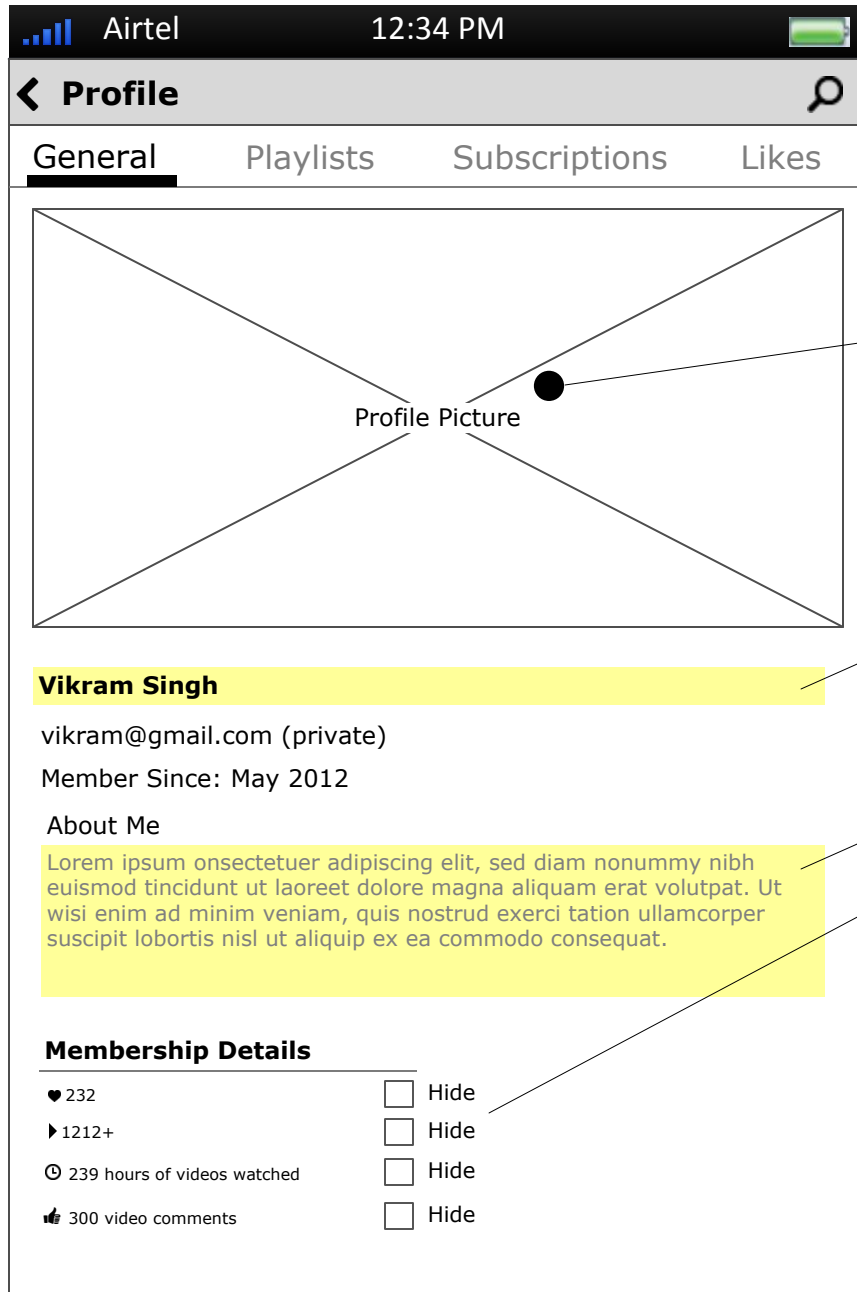 Airtel 12:34 PM
Profile
General Playlists Subscriptions Likes
Profile Picture
Vikram Singh
vikram@gmail.com (private)
Member Since: May 2012
About Me
Lorem ipsum onsectetuer adipiscing elit, sed diam nonummy nibh
euismod tincidunt ut laoreet dolore magna aliquam erat volutpat. Ut
wisi enim ad minim veniam, quis nostrud exerci tation ullamcorper
suscipit lobortis nisl ut aliquip ex ea commodo consequat.
Membership Details
232 Hide
1212+ Hide
239 hours of videos watched Hide
300 video comments Hide